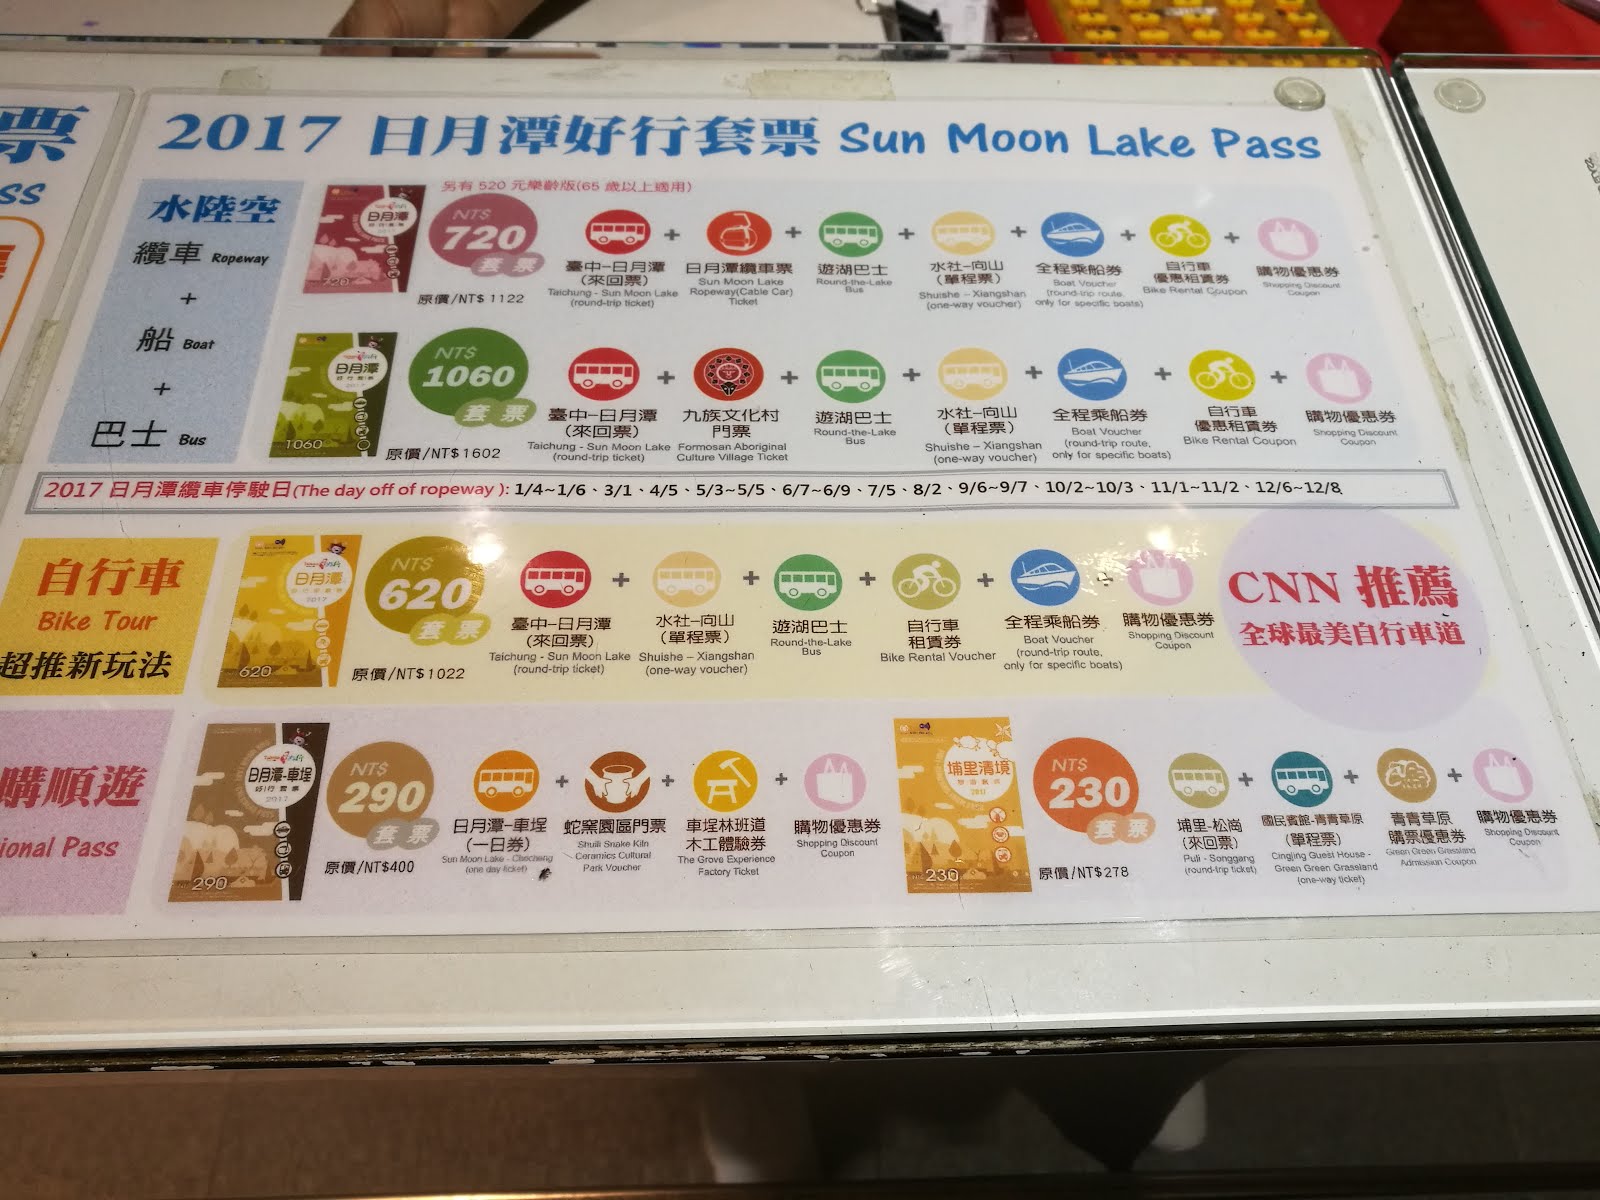 票
ss
2017 日月潭好行套票 Sun Moon Lake Pass
水陸空
纜車 Ropeway
+
船 Boat
+
巴士 Bus
另有 520 元樂齡版(65 歲以上適用)
日月潭
720
NT$
720
套票
原價/NT$ 1122
臺中-日月潭
(來回票)
Taichung - Sun Moon Lake
(round-trip ticket)
+
日月潭纜車票
Sun Moon Lake
Ropeway(Cable Car)
Ticket
+
遊湖巴士
Round-the-Lake
Bus
+
水社-向山
(單程票)
Shuishe – Xiangshan
(one-way voucher)
+
全程乘船券
Boat Voucher
(round-trip route,
only for specific boats)
+
自行車
優惠租賃券
Bike Rental Coupon
+
購物優惠券
Shopping Discount
Coupon
日月潭
好行套票
2017
1060
NT$
1060
套票
原價/NT$1602
臺中-日月潭
(來回票)
Taichung - Sun Moon Lake
(round-trip ticket)
+
九族文化村
門票
Formosan Aboriginal
Culture Village Ticket
+
遊湖巴士
Round-the-Lake
Bus
+
水社-向山
(單程票)
Shuishe – Xiangshan
(one-way voucher)
+
全程乘船券
Boat Voucher
(round-trip route,
only for specific boats)
+
自行車
優惠租賃券
Bike Rental Coupon
+
購物優惠券
Shopping Discount
Coupon
2017 日月潭纜車停駛日(The day off of ropeway ): 1/4~1/6、3/1、4/5、5/3~5/5、6/7~6/9、7/5、8/2、9/6~9/7、10/2~10/3、11/1~11/2、12/6~12/8
自行車
Bike Tour
超推新玩法
日月潭
2017
620
NT$
620
套票
原價/NT$1022
臺中-日月潭
(來回票)
Taichung - Sun Moon Lake
(round-trip ticket)
+
水社-向山
(單程票)
Shuishe – Xiangshan
(one-way voucher)
+
遊湖巴士
Round-the-Lake
Bus
+
自行車
租賃券
Bike Rental Voucher
+
全程乘船券
Boat Voucher
(round-trip route,
only for specific boats)
+
購物優惠券
Shopping Discount
Coupon
CNN 推薦
全球最美自行車道
購順遊
ional Pass
日月潭-車埕
好行套票
2017
290
NT$
290
套票
原價/NT$400
日月潭-車埕
(一日券)
Sun Moon Lake - Checheng
(one day ticket)
+
蛇窯園區門票
Shuili Snake Kiln
Ceramics Cultural
Park Voucher
+
車埕林班道
木工體驗券
The Grove Experience
Factory Ticket
+
購物優惠券
Shopping Discount
Coupon
埔里清境
2017
230
NT$
230
套票
原價/NT$278
埔里-松崗
(來回票)
Puli - Songgang
(round-trip ticket)
+
國民賓館-青青草原
(單程票)
Cingjing Guest House -
Green Green Grassland
(one-way ticket)
+
青青草原
購票優惠券
Green Green Grassland
Admission Coupon
+
購物優惠券
Shopping Discount
Coupon